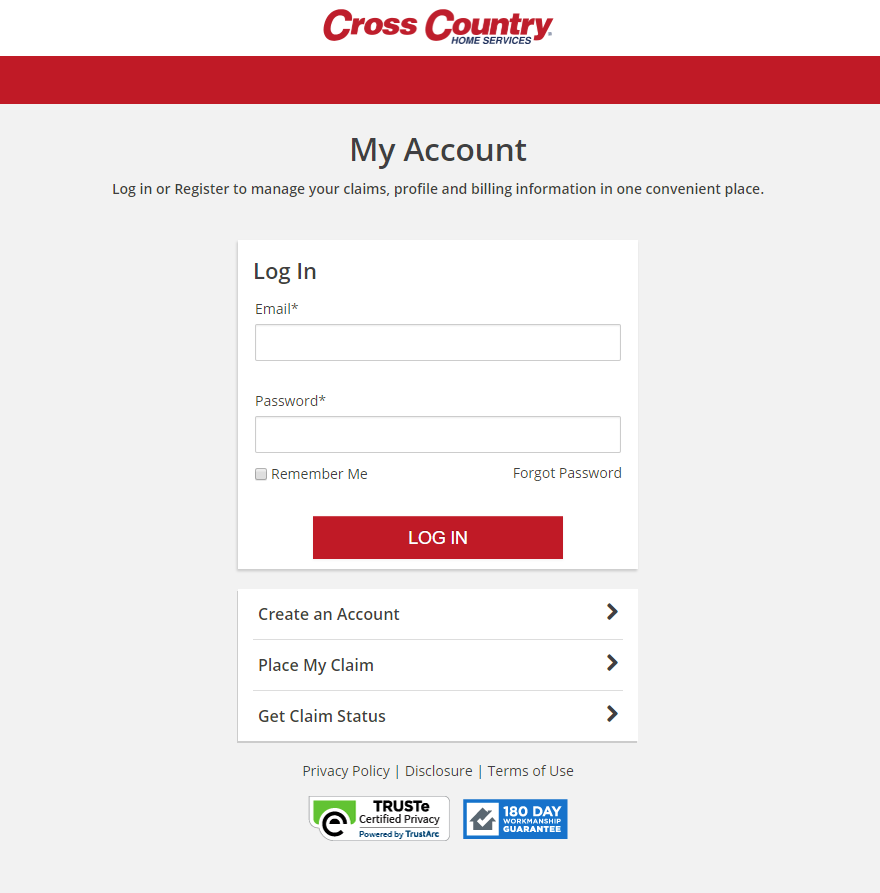 Cross Country
HOME SERVICES
My Account
Log in or Register to manage your claims, profile and billing information in one convenient place.
Log In
Email*
Password*
Remember Me
Forgot Password
LOG IN
Create an Account
Place My Claim
Get Claim Status
Privacy Policy | Disclosure | Terms of Use
TRUSTe
Certified Privacy
Powered by TrustArc
180 DAY
WORKMANSHIP
GUARANTEE